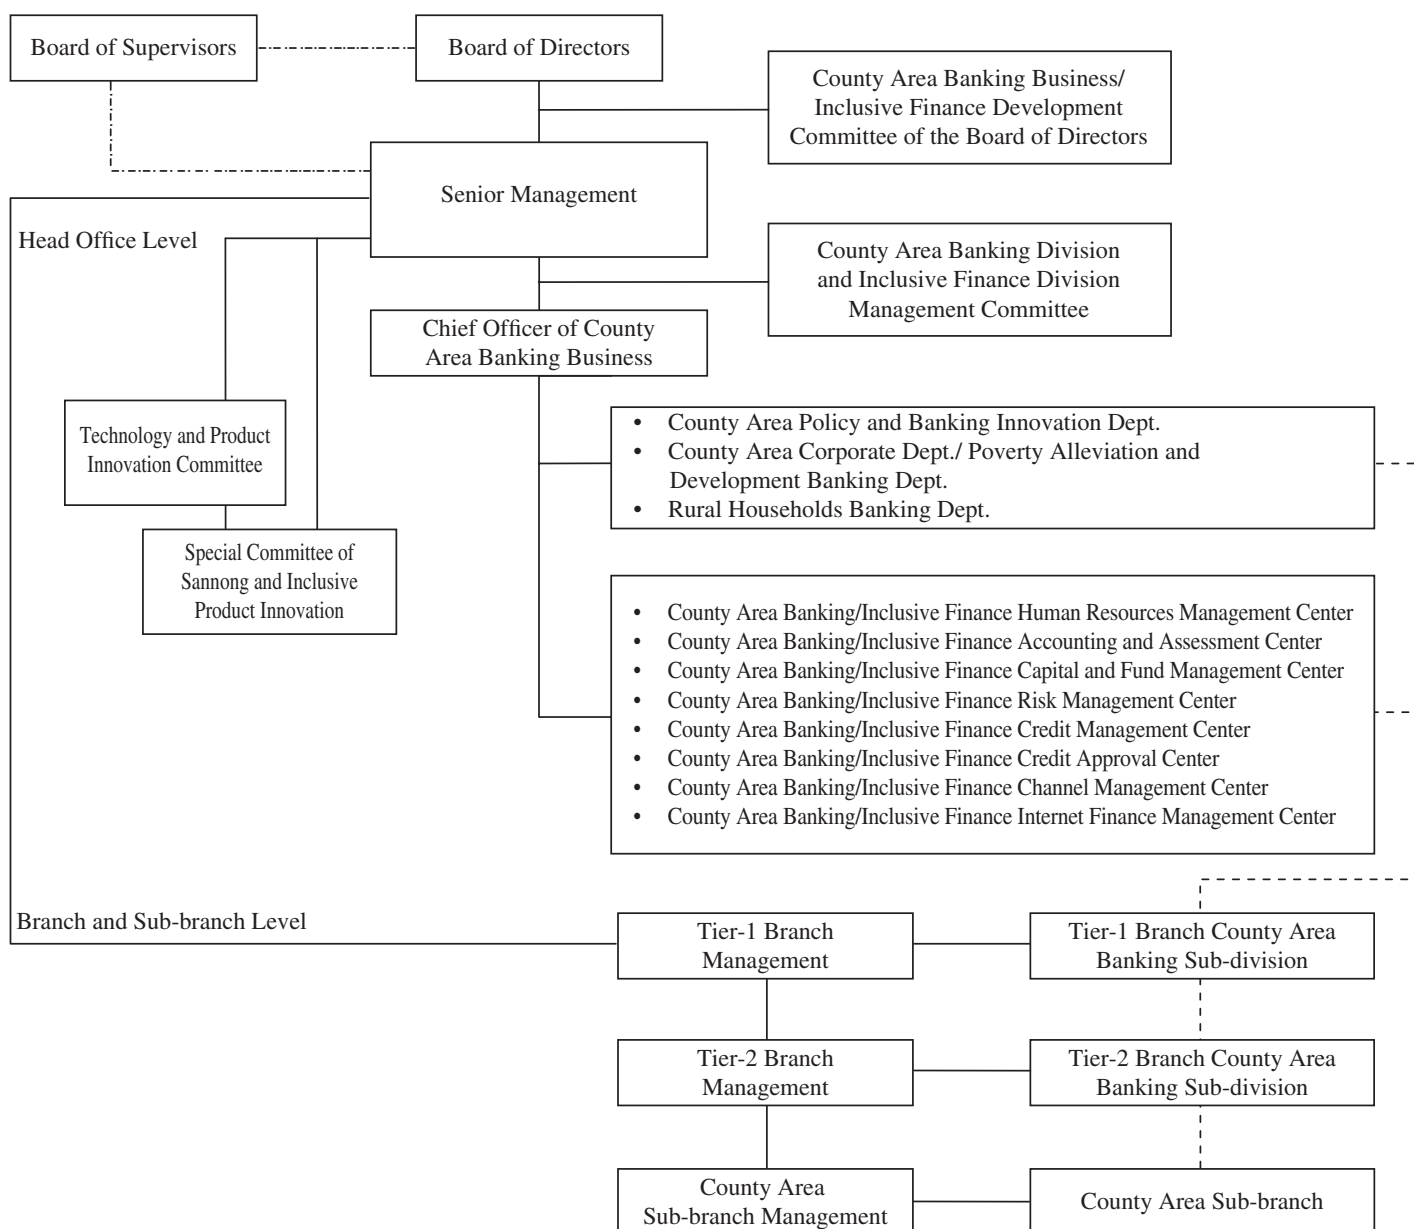 Board of Supervisors
Board of Directors
County Area Banking Business/
Inclusive Finance Development
Committee of the Board of Directors
Senior Management
Head Office Level
County Area Banking Division
and Inclusive Finance Division
Management Committee
Chief Officer of County
Area Banking Business
Technology and Product
Innovation Committee
• County Area Policy and Banking Innovation Dept.
• County Area Corporate Dept./ Poverty Alleviation and
Development Banking Dept.
• Rural Households Banking Dept.
Special Committee of
Sannong and Inclusive
Product Innovation
• County Area Banking/Inclusive Finance Human Resources Management Center
• County Area Banking/Inclusive Finance Accounting and Assessment Center
• County Area Banking/Inclusive Finance Capital and Fund Management Center
• County Area Banking/Inclusive Finance Risk Management Center
• County Area Banking/Inclusive Finance Credit Management Center
• County Area Banking/Inclusive Finance Credit Approval Center
• County Area Banking/Inclusive Finance Channel Management Center
• County Area Banking/Inclusive Finance Internet Finance Management Center
Branch and Sub-branch Level
Tier-1 Branch
Management
Tier-1 Branch County Area
Banking Sub-division
Tier-2 Branch
Management
Tier-2 Branch County Area
Banking Sub-division
County Area
Sub-branch Management
County Area Sub-branch